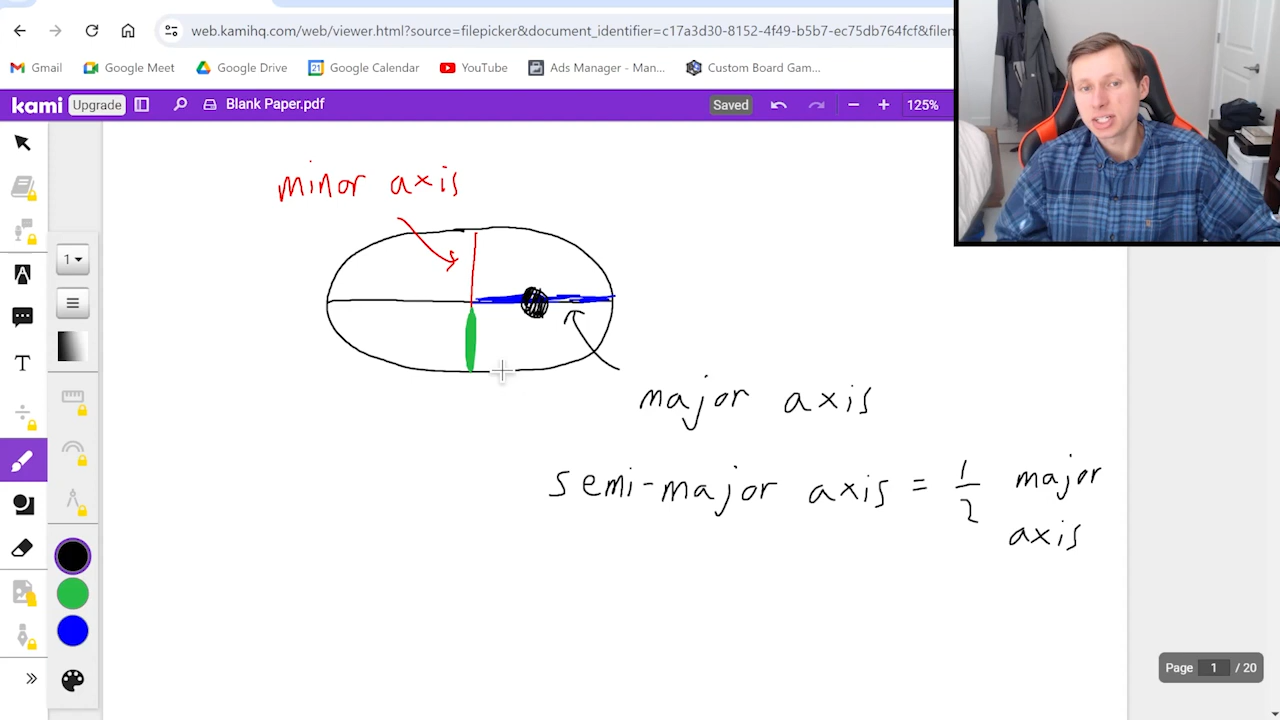 web.kamihq.com/web/viewer.html?source=filepicker&document_identifier=c17a3d30-8152-4f49-b5b7-ec75db764fcf&filen
Gmail Google Meet Google Drive 21 Google Calendar YouTube Ads Manager - Man... Custom Board Gam...
kami Upgrade Blank Paper.pdf Saved 125%
minor axis
1
A
T
major axis
semi-major axis = 1/2 major
axis
Page 1 / 20